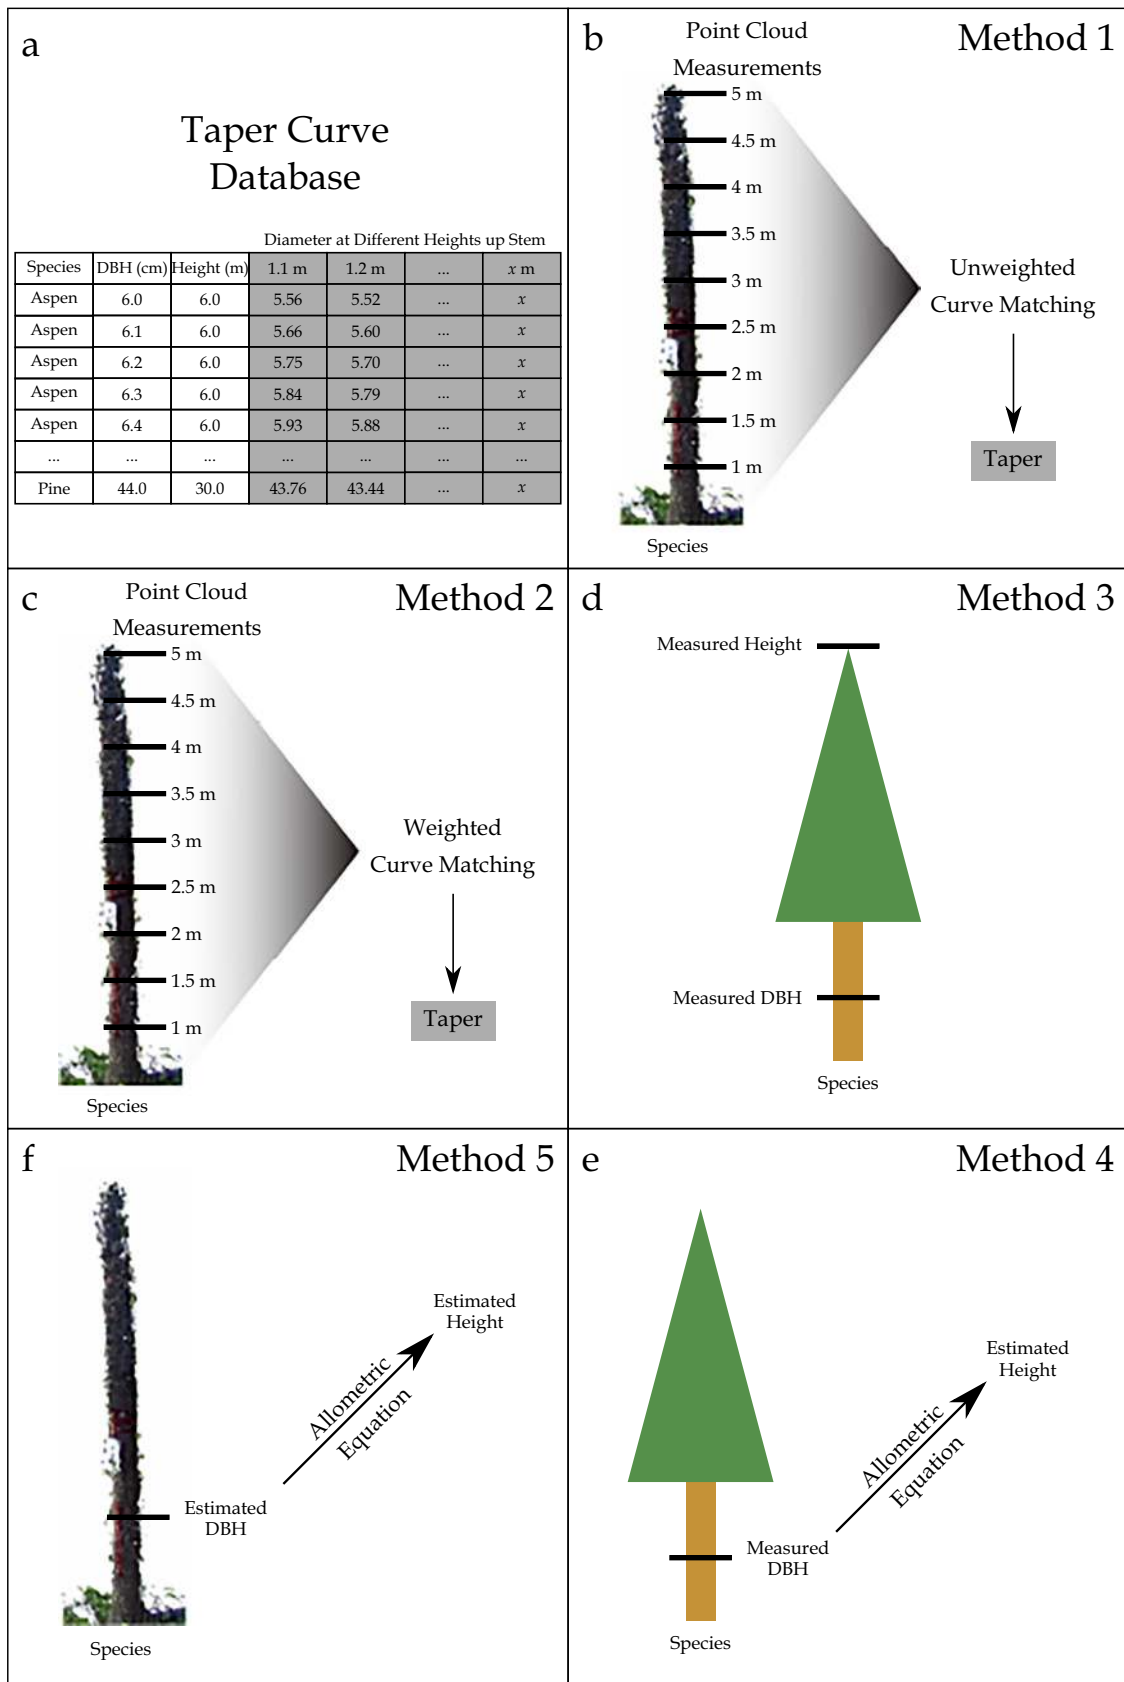 a
Taper Curve
Database
Diameter at Different Heights up Stem
Species DBH (cm) Height (m) 1.1 m 1.2 m ... x m
Aspen 6.0 6.0 5.56 5.52 ... x
Aspen 6.1 6.0 5.66 5.60 ... x
Aspen 6.2 6.0 5.75 5.70 ... x
Aspen 6.3 6.0 5.84 5.79 ... x
Aspen 6.4 6.0 5.93 5.88 ... x
... ... ... ... ... ... ...
Pine 44.0 30.0 43.76 43.44 ... x
b
Method 1
Point Cloud
Measurements
5 m
4.5 m
4 m
3.5 m
3 m
2.5 m
2 m
1.5 m
1 m
Species
Unweighted
Curve Matching
Taper
c
Method 2
Point Cloud
Measurements
5 m
4.5 m
4 m
3.5 m
3 m
2.5 m
2 m
1.5 m
1 m
Species
Weighted
Curve Matching
Taper
d
Method 3
Measured Height
Measured DBH
Species
f
Method 5
Estimated
Height
Allometric
Equation
Estimated
DBH
Species
e
Method 4
Estimated
Height
Allometric
Equation
Measured
DBH
Species